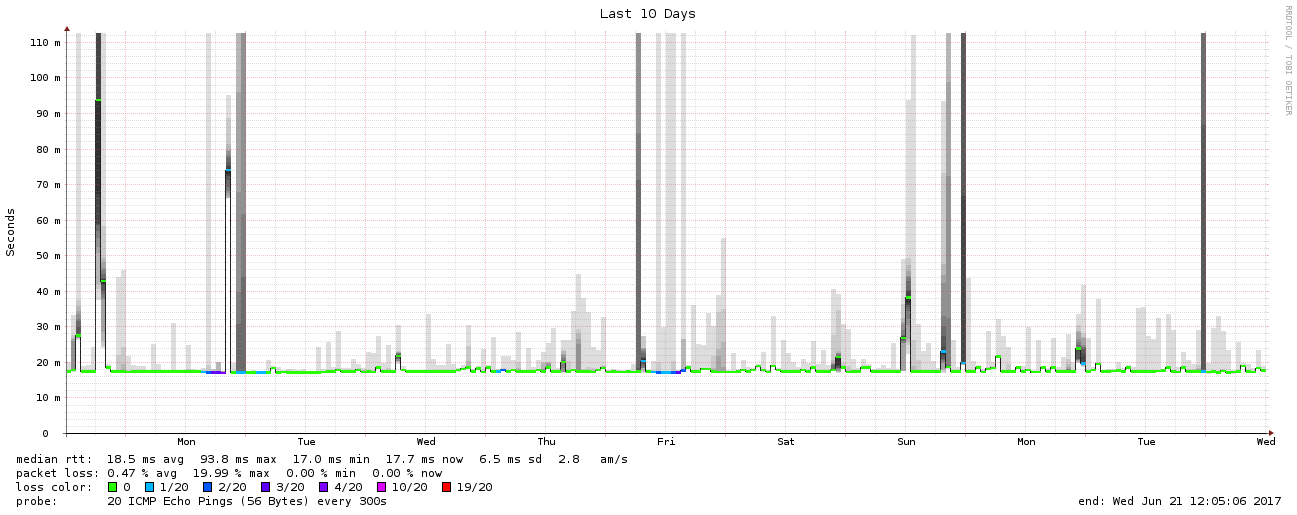 Last 10 Days
RRDTOOL / TOBI OETIKER
Seconds
110 m
100 m
90 m
80 m
70 m
60 m
50 m
40 m
30 m
20 m
10 m
0
Mon Tue Wed Thu Fri Sat Sun Mon Tue Wed
median rtt: 18.5 ms avg 93.8 ms max 17.0 ms min 17.7 ms now 6.5 ms sd 2.8 am/s
packet loss: 0.47 % avg 19.99 % max 0.00 % min 0.00 % now
loss color: 0 1/20 2/20 3/20 4/20 10/20 19/20
probe: 20 ICMP Echo Pings (56 Bytes) every 300s end: Wed Jun 21 12:05:06 2017